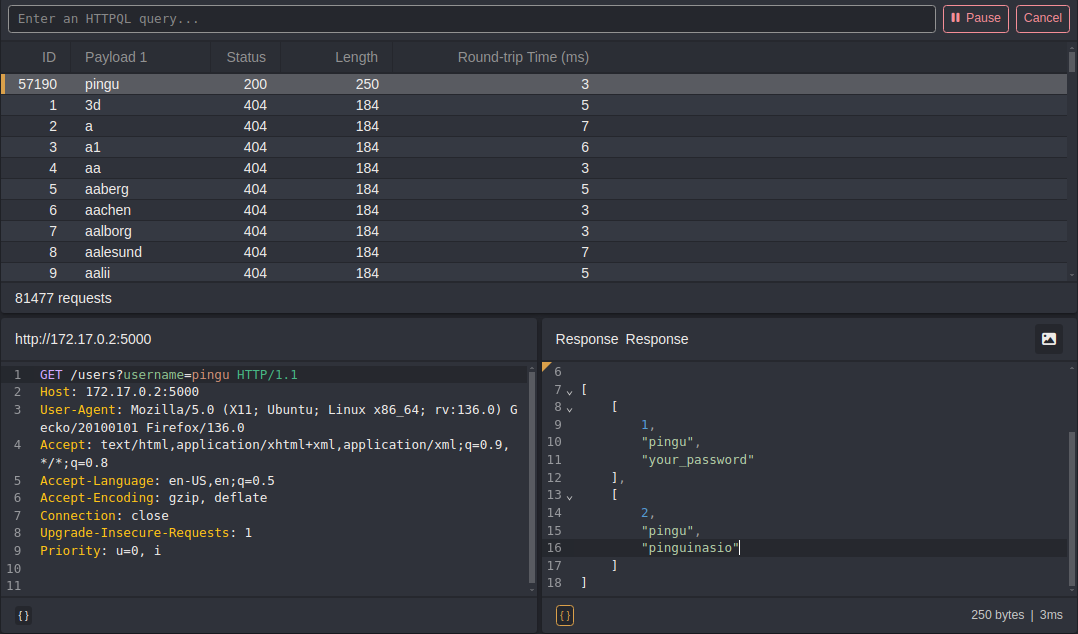 Enter an HTTPQL query...
Pause
Cancel
ID Payload 1 Status Length Round-trip Time (ms)
57190 pingu 200 250 3
1 3d 404 184 5
2 a 404 184 7
3 a1 404 184 6
4 aa 404 184 3
5 aaberg 404 184 5
6 aachen 404 184 3
7 aalborg 404 184 3
8 aalesund 404 184 7
9 aalii 404 184 5
81477 requests
http://172.17.0.2:5000
1 GET /users?username=pingu HTTP/1.1
2 Host: 172.17.0.2:5000
3 User-Agent: Mozilla/5.0 (X11; Ubuntu; Linux x86_64; rv:136.0) G
ecko/20100101 Firefox/136.0
4 Accept: text/html,application/xhtml+xml,application/xml;q=0.9,
*/*;q=0.8
5 Accept-Language: en-US,en;q=0.5
6 Accept-Encoding: gzip, deflate
7 Connection: close
8 Upgrade-Insecure-Requests: 1
9 Priority: u=0, i
10
11
{}
Response Response
6
7 [
8 [
9 1,
10 "pingu",
11 "your_password"
12 ],
13 [
14 2,
15 "pingu",
16 "pinguinasio"
17 ]
18 ]
{}
250 bytes | 3ms